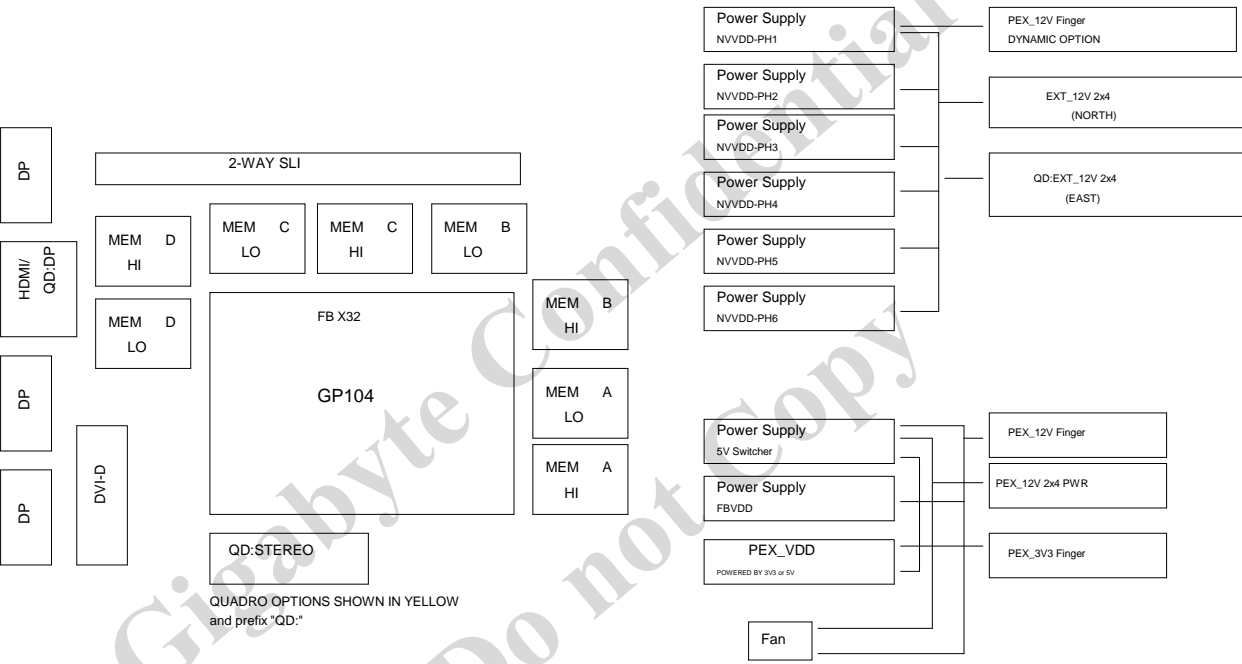 Gigabyte Confidential
Do not Copy
DP
HDMI/
QD:DP
DP
DP
DVI-D
2-WAY SLI
MEM D
HI
MEM D
LO
MEM C
LO
MEM C
HI
MEM B
LO
MEM B
HI
MEM A
LO
MEM A
HI
FB X32
GP104
QD:STEREO
QUADRO OPTIONS SHOWN IN YELLOW
and prefix "QD:"
Power Supply
NVVDD-PH1
Power Supply
NVVDD-PH2
Power Supply
NVVDD-PH3
Power Supply
NVVDD-PH4
Power Supply
NVVDD-PH5
Power Supply
NVVDD-PH6
PEX_12V Finger
DYNAMIC OPTION
EXT_12V 2x4
(NORTH)
QD:EXT_12V 2x4
(EAST)
Power Supply
5V Switcher
Power Supply
FBVDD
PEX_VDD
POWERED BY 3V3 or 5V
Fan
PEX_12V Finger
PEX_12V 2x4 PWR
PEX_3V3 Finger